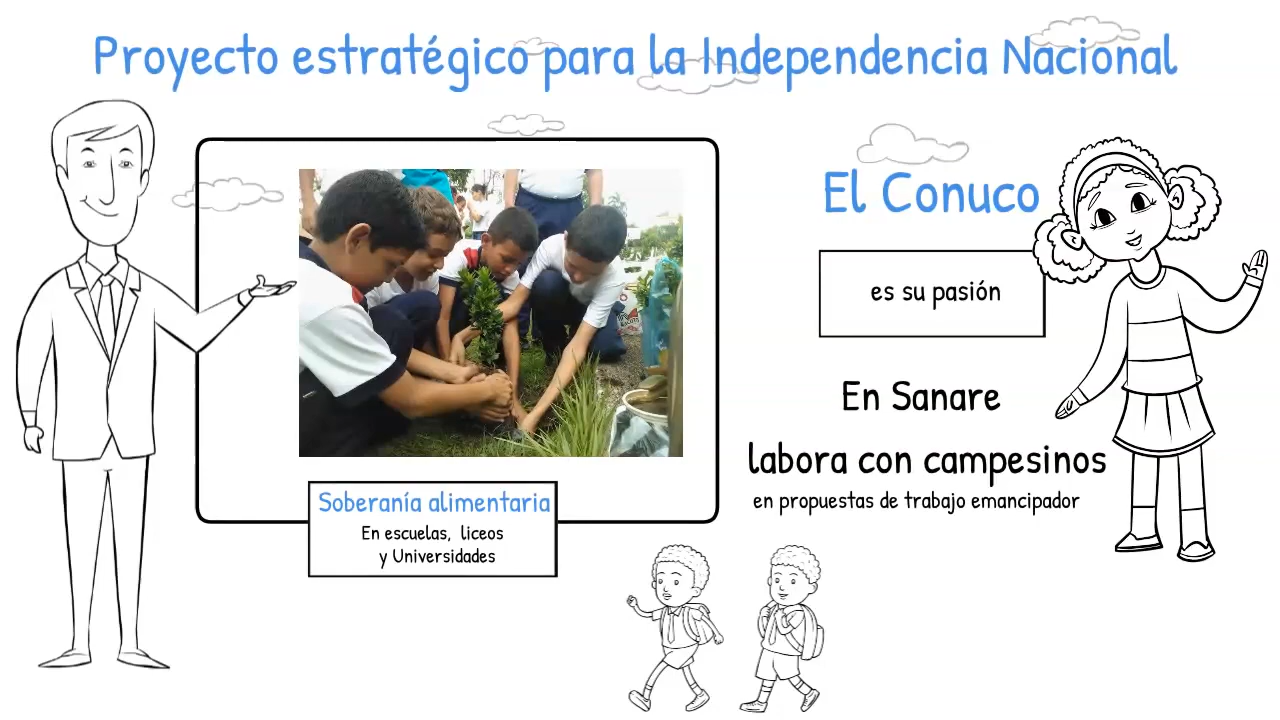 Proyecto estratégico para la Independencia Nacional
El Conuco
es su pasión
En Sanare
labora con campesinos
en propuestas de trabajo emancipador
Soberanía alimentaria
En escuelas, liceos
y Universidades